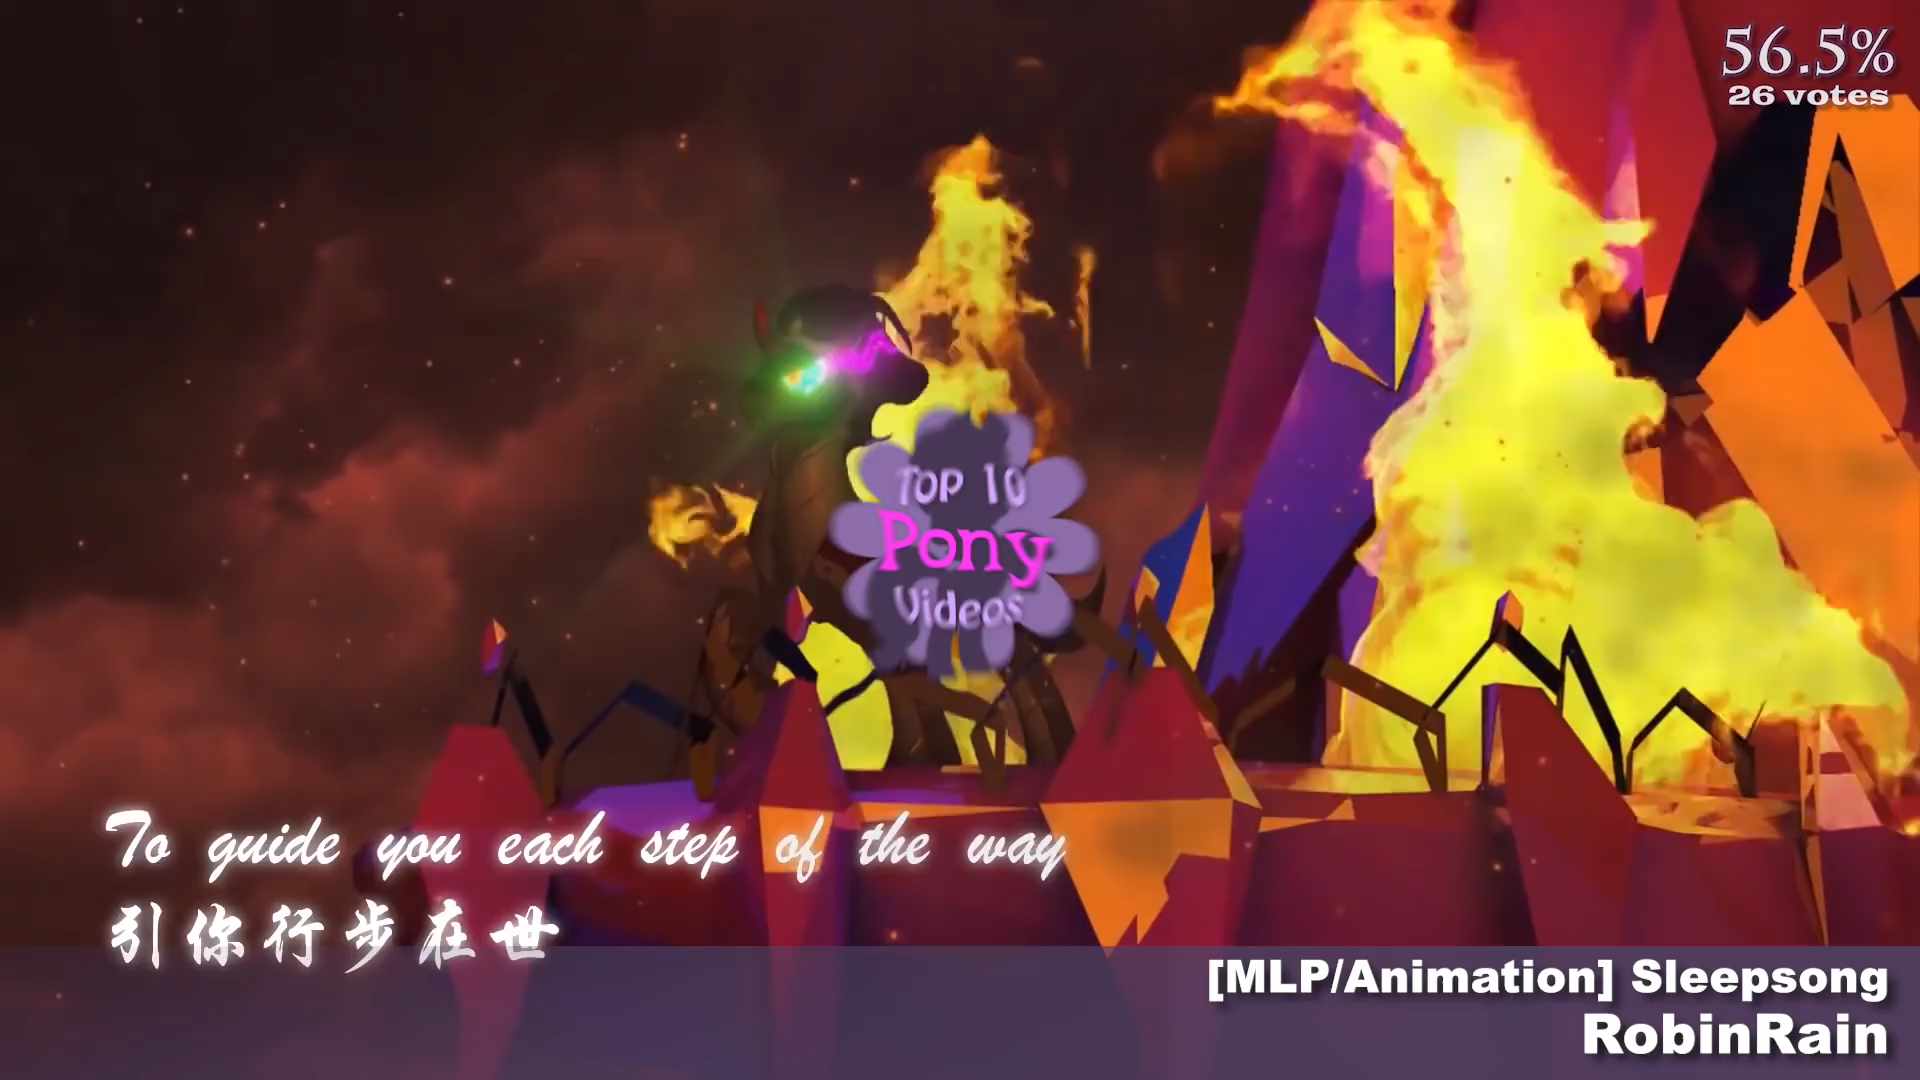 56.5%
26 votes
Top 10
Pony
Videos
To guide you each step of the way
引你行步在世
[MLP/Animation] Sleepsong
RobinRain